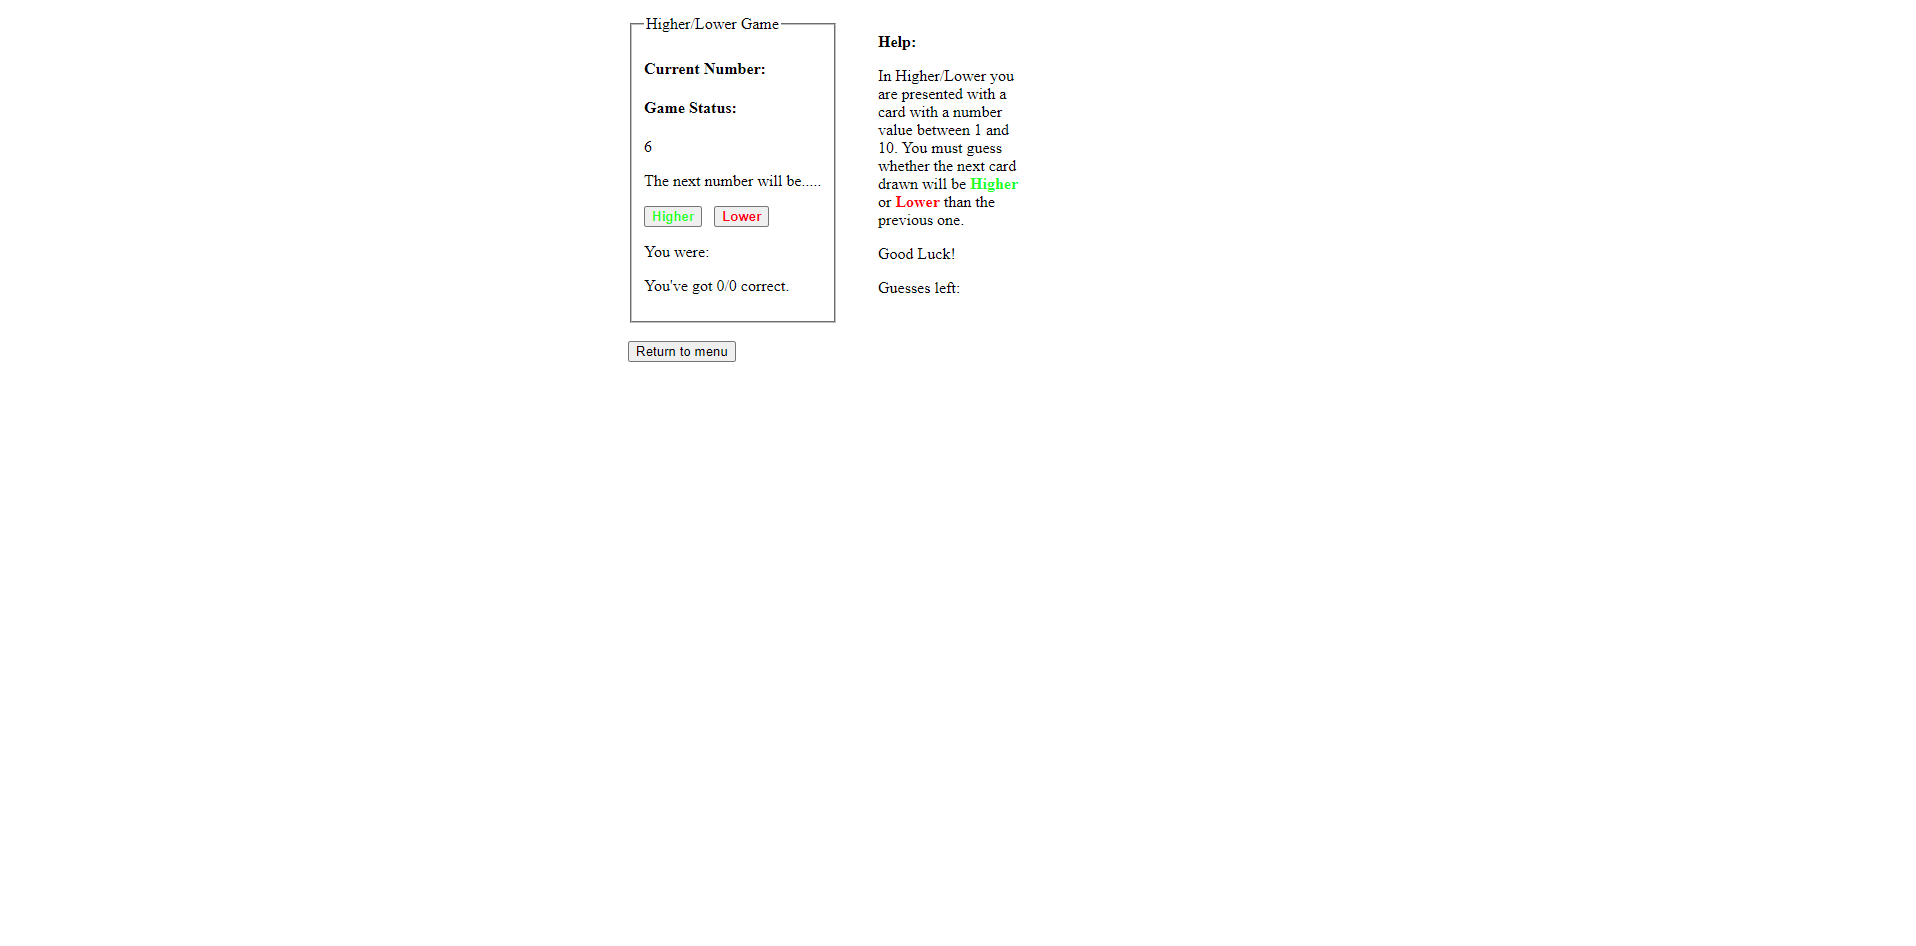 Higher/Lower Game
Current Number:
Game Status:
6
The next number will be.....
Higher
Lower
You were:
You've got 0/0 correct.
Return to menu
Help:
In Higher/Lower you
are presented with a
card with a number
value between 1 and
10. You must guess
whether the next card
drawn will be Higher
or Lower than the
previous one.
Good Luck!
Guesses left: